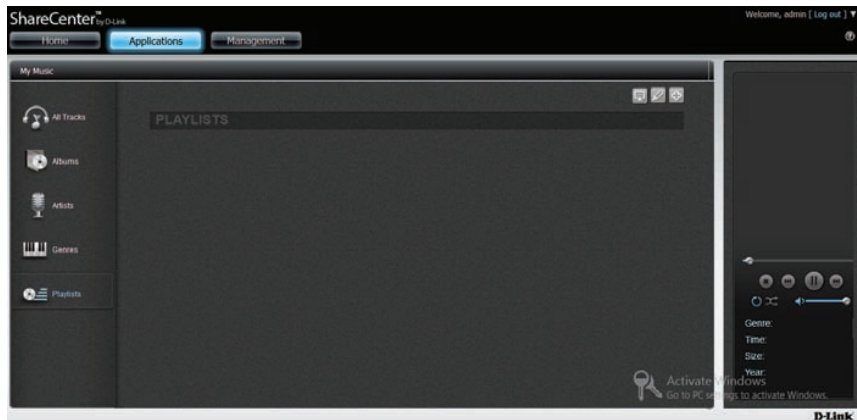 ShareCenter™ by D-Link
Welcome, admin [ Log out ] ▼
Home Applications Management
My Music
All Tracks
PLAYLISTS
Albums
Artists
Genres
Playlists
Genre:
Time:
Size:
Year:
Activate Windows
Go to PC settings to activate Windows.
D-Link